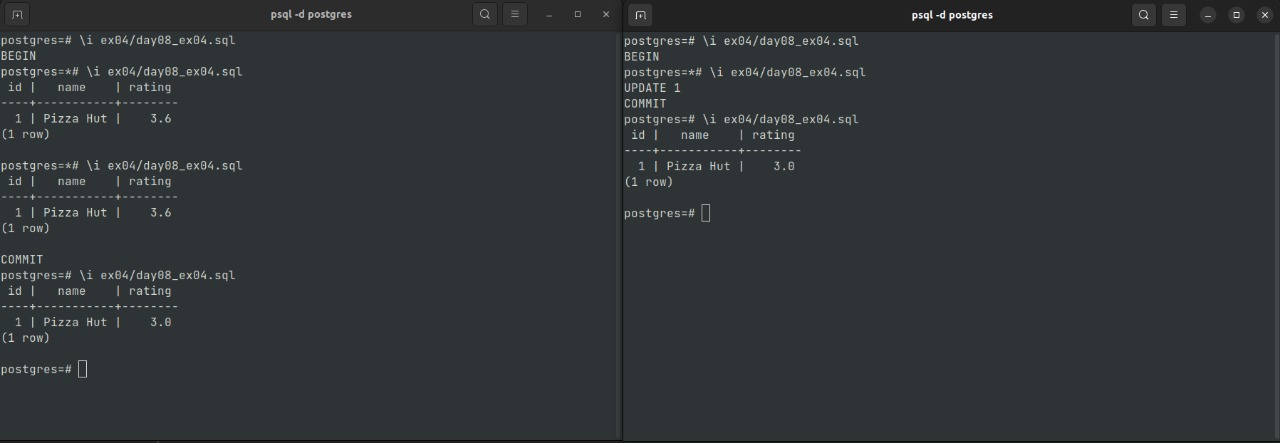 psql -d postgres
postgres=# \i ex04/day08_ex04.sql
BEGIN
postgres=*# \i ex04/day08_ex04.sql
 id |   name    | rating
----+-----------+--------
  1 | Pizza Hut |    3.6
(1 row)
postgres=*# \i ex04/day08_ex04.sql
 id |   name    | rating
----+-----------+--------
  1 | Pizza Hut |    3.6
(1 row)
COMMIT
postgres=# \i ex04/day08_ex04.sql
 id |   name    | rating
----+-----------+--------
  1 | Pizza Hut |    3.0
(1 row)
postgres=#
psql -d postgres
postgres=# \i ex04/day08_ex04.sql
BEGIN
postgres=*# \i ex04/day08_ex04.sql
UPDATE 1
COMMIT
postgres=# \i ex04/day08_ex04.sql
 id |   name    | rating
----+-----------+--------
  1 | Pizza Hut |    3.0
(1 row)
postgres=#